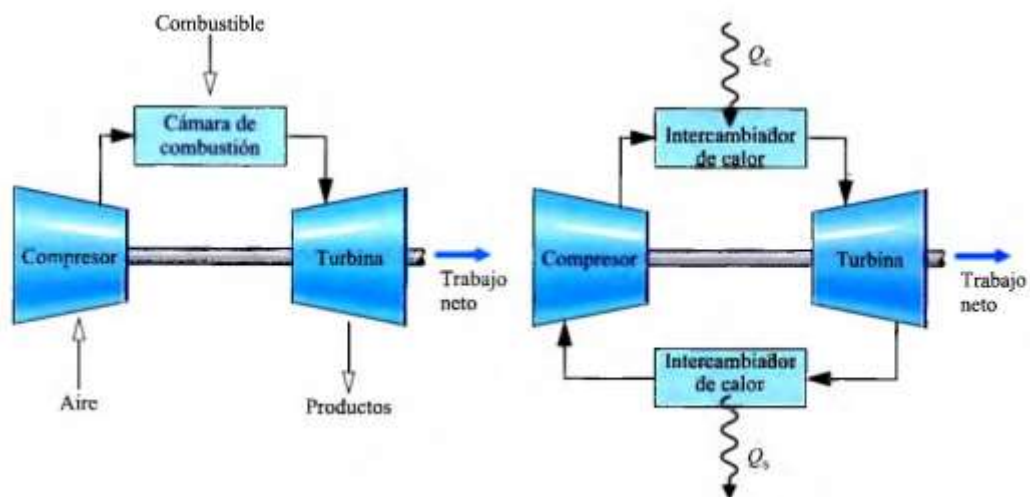 Combustible
Cámara de
combustión
Compresor
Turbina
Trabajo
neto
Aire
Productos
Qe
Intercambiador
de calor
Compresor
Turbina
Trabajo
neto
Intercambiador
de calor
Qs